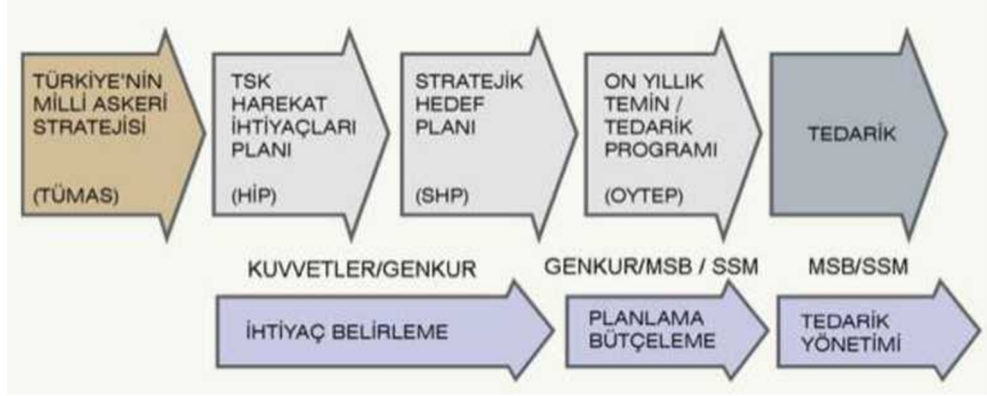 TÜRKİYE'NİN
MİLLİ ASKERİ
STRATEJİSİ
(TÜMAS)
TSK
HAREKAT
İHTİYAÇLARI
PLANI
(HİP)
STRATEJİK
HEDEF
PLANI
(SHP)
ON YILLIK
TEMİN /
TEDARİK
PROGRAMI
(OYTEP)
TEDARİK
KUVVETLER/GENKUR
GENKUR/MSB / SSM
MSB/SSM
İHTİYAÇ BELİRLEME
PLANLAMA
BÜTÇELEME
TEDARİK
YÖNETİMİ